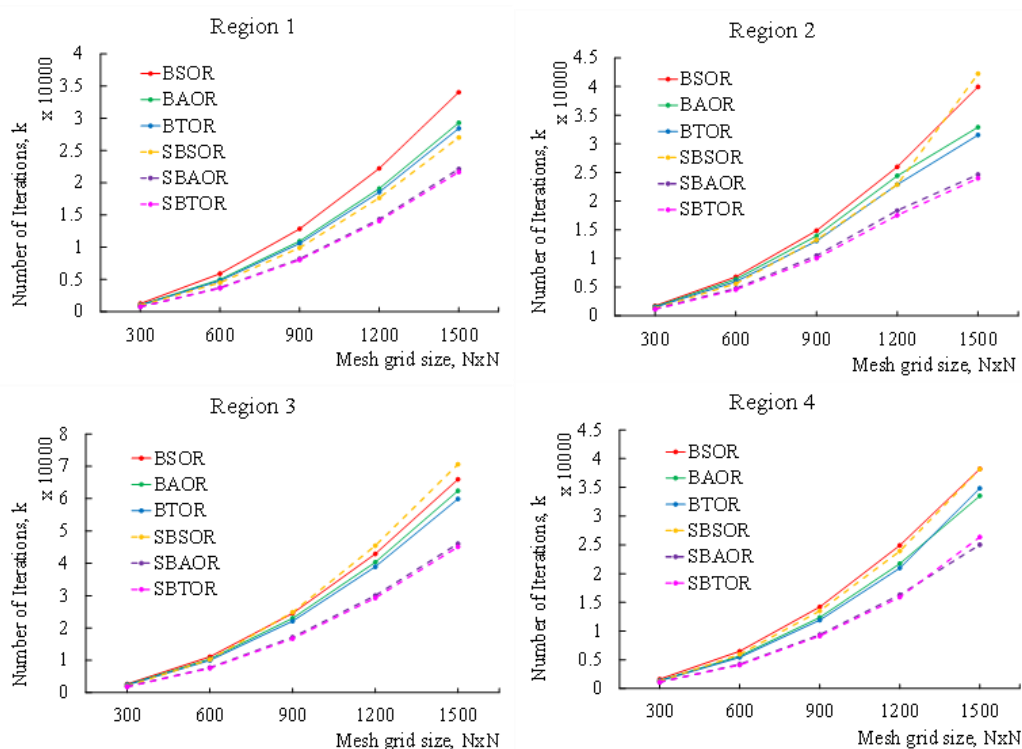 Region 1
Number of Iterations, k
x 10000
4
3.5
3
2.5
2
1.5
1
0.5
0
BSOR
BAOR
BTOR
SBSOR
SBAOR
SBTOR
300 600 900 1200 1500
Mesh grid size, NxN
Region 2
Number of Iterations, k
x 10000
4.5
4
3.5
3
2.5
2
1.5
1
0.5
0
BSOR
BAOR
BTOR
SBSOR
SBAOR
SBTOR
300 600 900 1200 1500
Mesh grid size, NxN
Region 3
Number of Iterations, k
x 10000
8
7
6
5
4
3
2
1
0
BSOR
BAOR
BTOR
SBSOR
SBAOR
SBTOR
300 600 900 1200 1500
Mesh grid size, NxN
Region 4
Number of Iterations, k
x 10000
4.5
4
3.5
3
2.5
2
1.5
1
0.5
0
BSOR
BAOR
BTOR
SBSOR
SBAOR
SBTOR
300 600 900 1200 1500
Mesh grid size, NxN